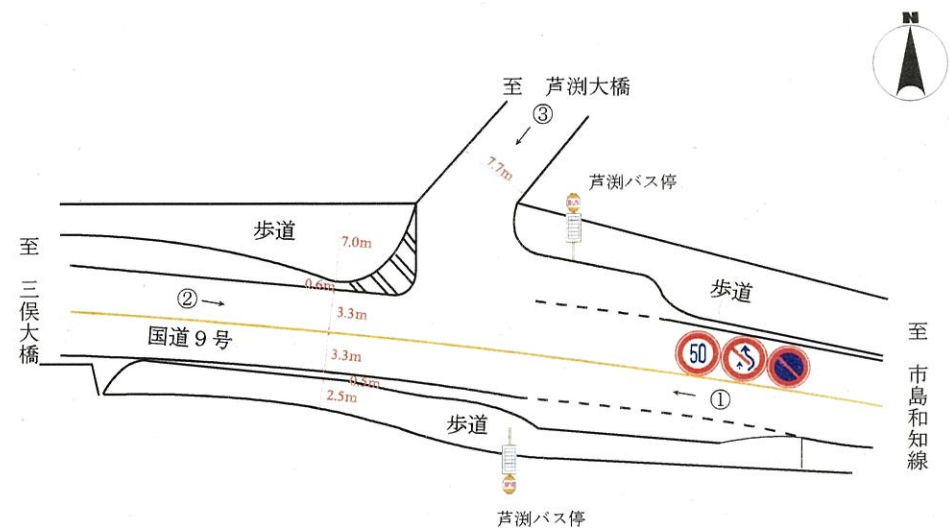 N
至 芦渕大橋
③
7.7m
芦渕バス停
歩道
7.0m
0.6m
歩道
至 三俣大橋
②
3.3m
国道9号
3.3m
50
至 市島和知線
①
0.5m
2.5m
歩道
芦渕バス停